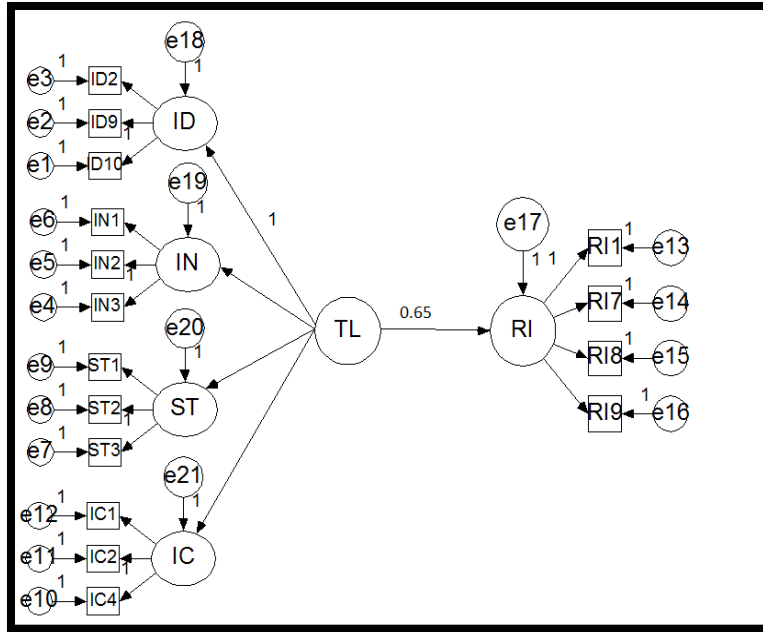 e18
1
e3 1 ID2
e2 1 ID9
ID
1
e1 1 ID10
e19
1
1
e6 1 IN1
e5 1 IN2
IN
1
e4 1 IN3
e17
1 1
RI1 1 e13
RI7 1 e14
TL
0.65
RI
RI8 1 e15
RI9 1 e16
e20
1
e9 1 ST1
e8 1 ST2
ST
1
e7 1 ST3
e21
1
e12 1 IC1
e11 1 IC2
IC
1
e10 1 IC4